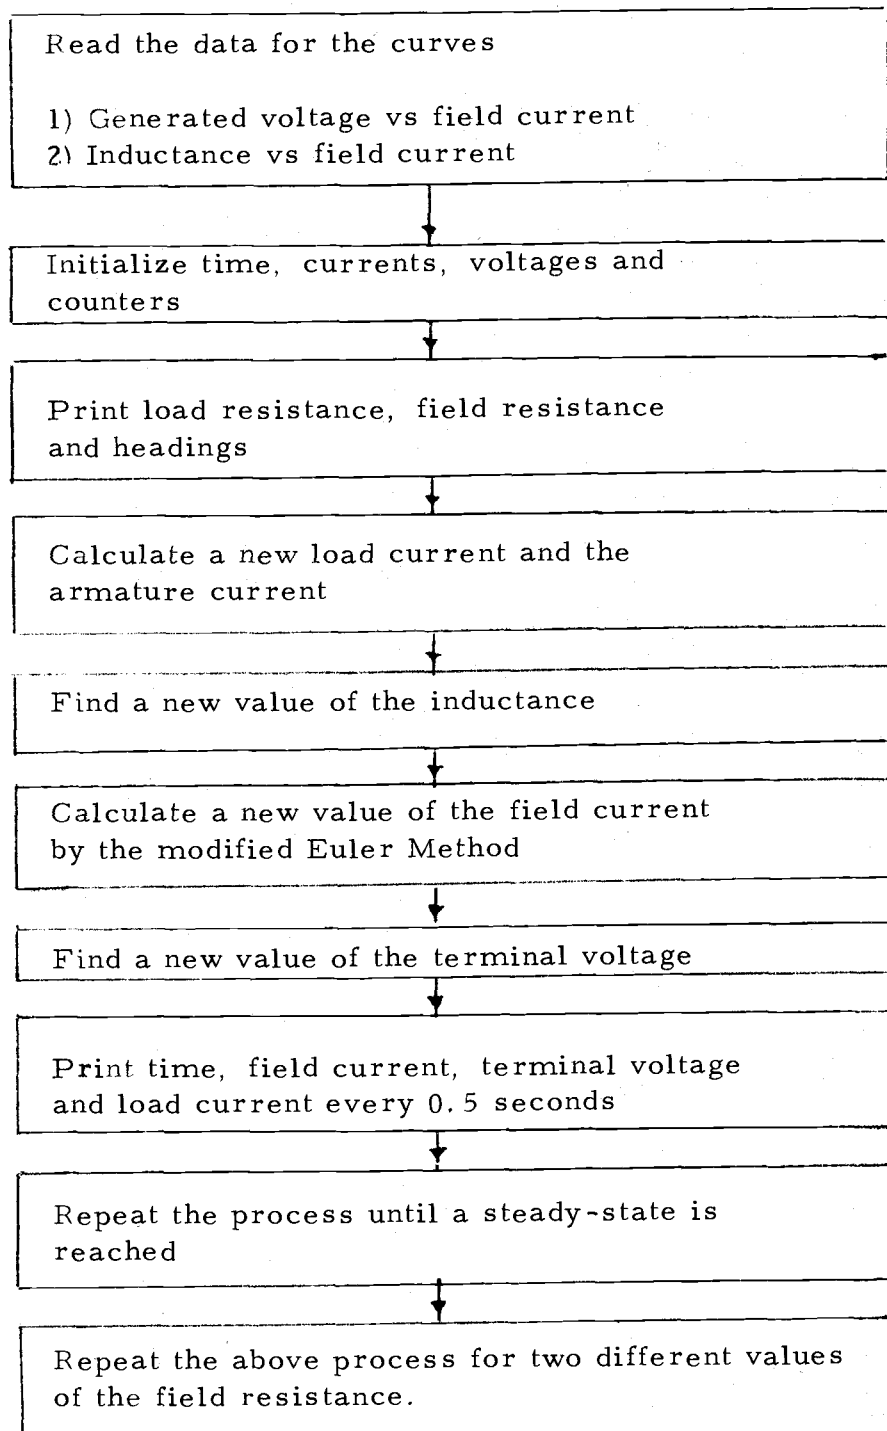 Read the data for the curves
1) Generated voltage vs field current
2) Inductance vs field current
Initialize time, currents, voltages and
counters
Print load resistance, field resistance
and headings
Calculate a new load current and the
armature current
Find a new value of the inductance
Calculate a new value of the field current
by the modified Euler Method
Find a new value of the terminal voltage
Print time, field current, terminal voltage
and load current every 0.5 seconds
Repeat the process until a steady-state is
reached
Repeat the above process for two different values
of the field resistance.